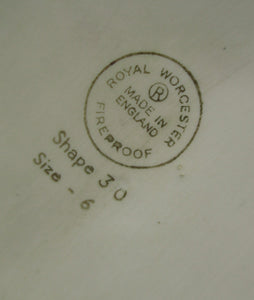 ROYAL WORCESTER
®
MADE IN
ENGLAND
FIREPROOF
Shape 30
Size - 6